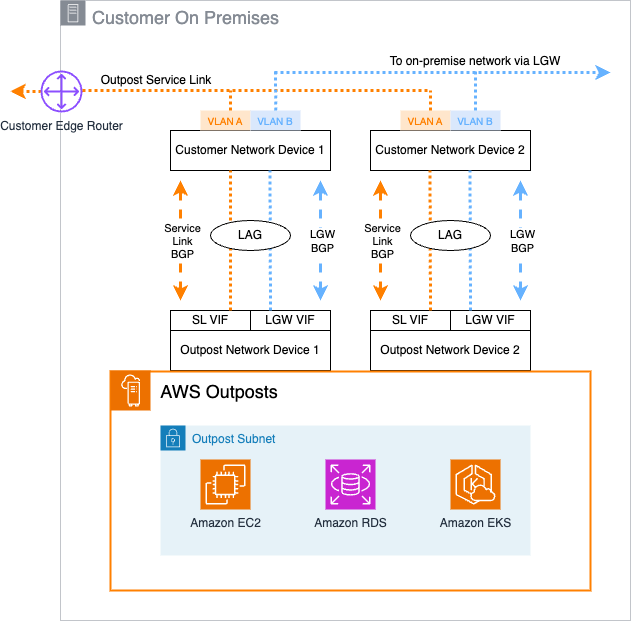 Customer On Premises
To on-premise network via LGW
Outpost Service Link
Customer Edge Router
VLAN A
VLAN B
VLAN A
VLAN B
Customer Network Device 1
Customer Network Device 2
Service
Link
BGP
LAG
LGW
BGP
Service
Link
BGP
LAG
LGW
BGP
SL VIF
LGW VIF
SL VIF
LGW VIF
Outpost Network Device 1
Outpost Network Device 2
AWS Outposts
Outpost Subnet
Amazon EC2
Amazon RDS
Amazon EKS